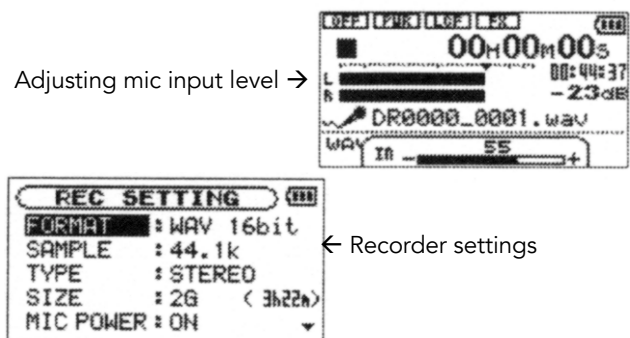 OFF PWR LCF FX
00H00M00S
Adjusting mic input level →
L
00:44:37
R
-23dB
DR0000_0001.wav
WAV
IN - 55 +
REC SETTING
FORMAT : WAV 16bit
SAMPLE : 44.1k
← Recorder settings
TYPE : STEREO
SIZE : 2G ( 3h22m)
MIC POWER : ON